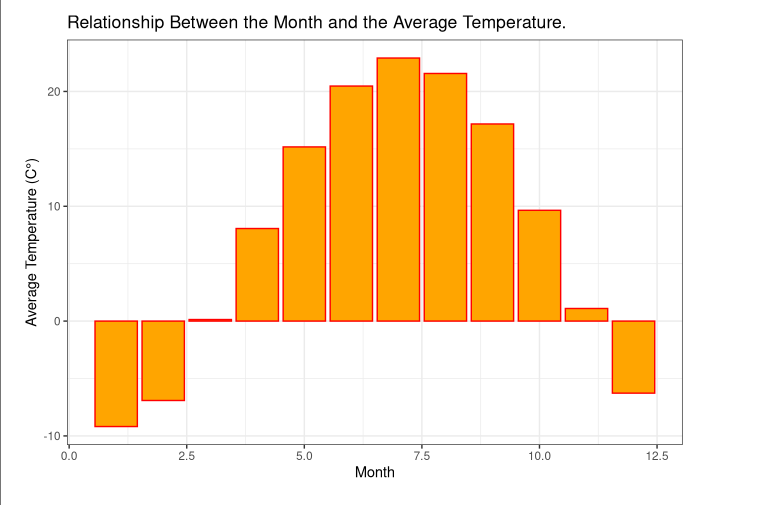 Relationship Between the Month and the Average Temperature.
Average Temperature (C°)
20
10
0
-10
0.0 2.5 5.0 7.5 10.0 12.5
Month